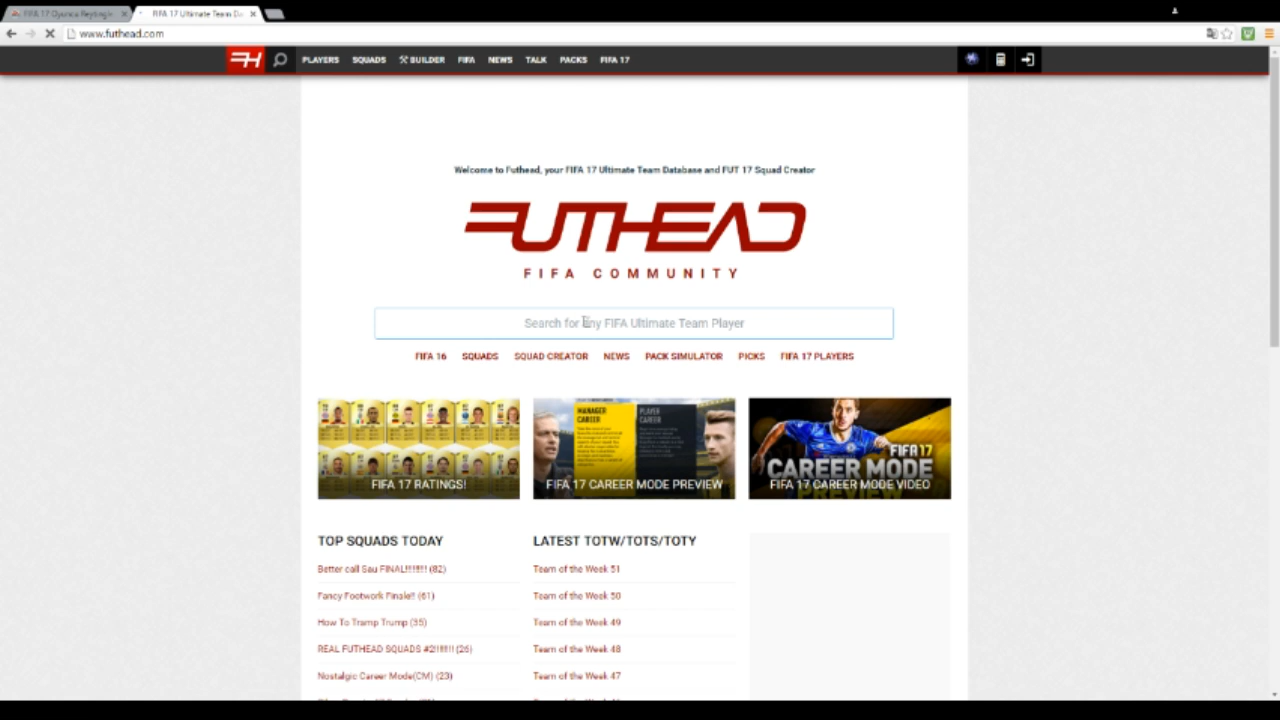 FIFA 17 Oyuncu Reytingle
FIFA 17 Ultimate Team Da
www.futhead.com
FH PLAYERS SQUADS BUILDER FIFA NEWS TALK PACKS FIFA 17
Welcome to Futhead, your FIFA 17 Ultimate Team Database and FUT 17 Squad Creator
FUTHEAD
FIFA COMMUNITY
Search for any FIFA Ultimate Team Player
FIFA 16 SQUADS SQUAD CREATOR NEWS PACK SIMULATOR PICKS FIFA 17 PLAYERS
MANAGER CAREER
PLAYER CAREER
FIFA 17
CAREER MODE
PREVIEW
FIFA 17 RATINGS!
FIFA 17 CAREER MODE PREVIEW
FIFA 17 CAREER MODE VIDEO
TOP SQUADS TODAY
Better call Sau FINAL!!!!!!!! (82)
Fancy Footwork Finale!! (61)
How To Tramp Trump (35)
REAL FUTHEAD SQUADS #2!!!!!!!! (26)
Nostalgic Career Mode(CM) (23)
LATEST TOTW/TOTS/TOTY
Team of the Week 51
Team of the Week 50
Team of the Week 49
Team of the Week 48
Team of the Week 47